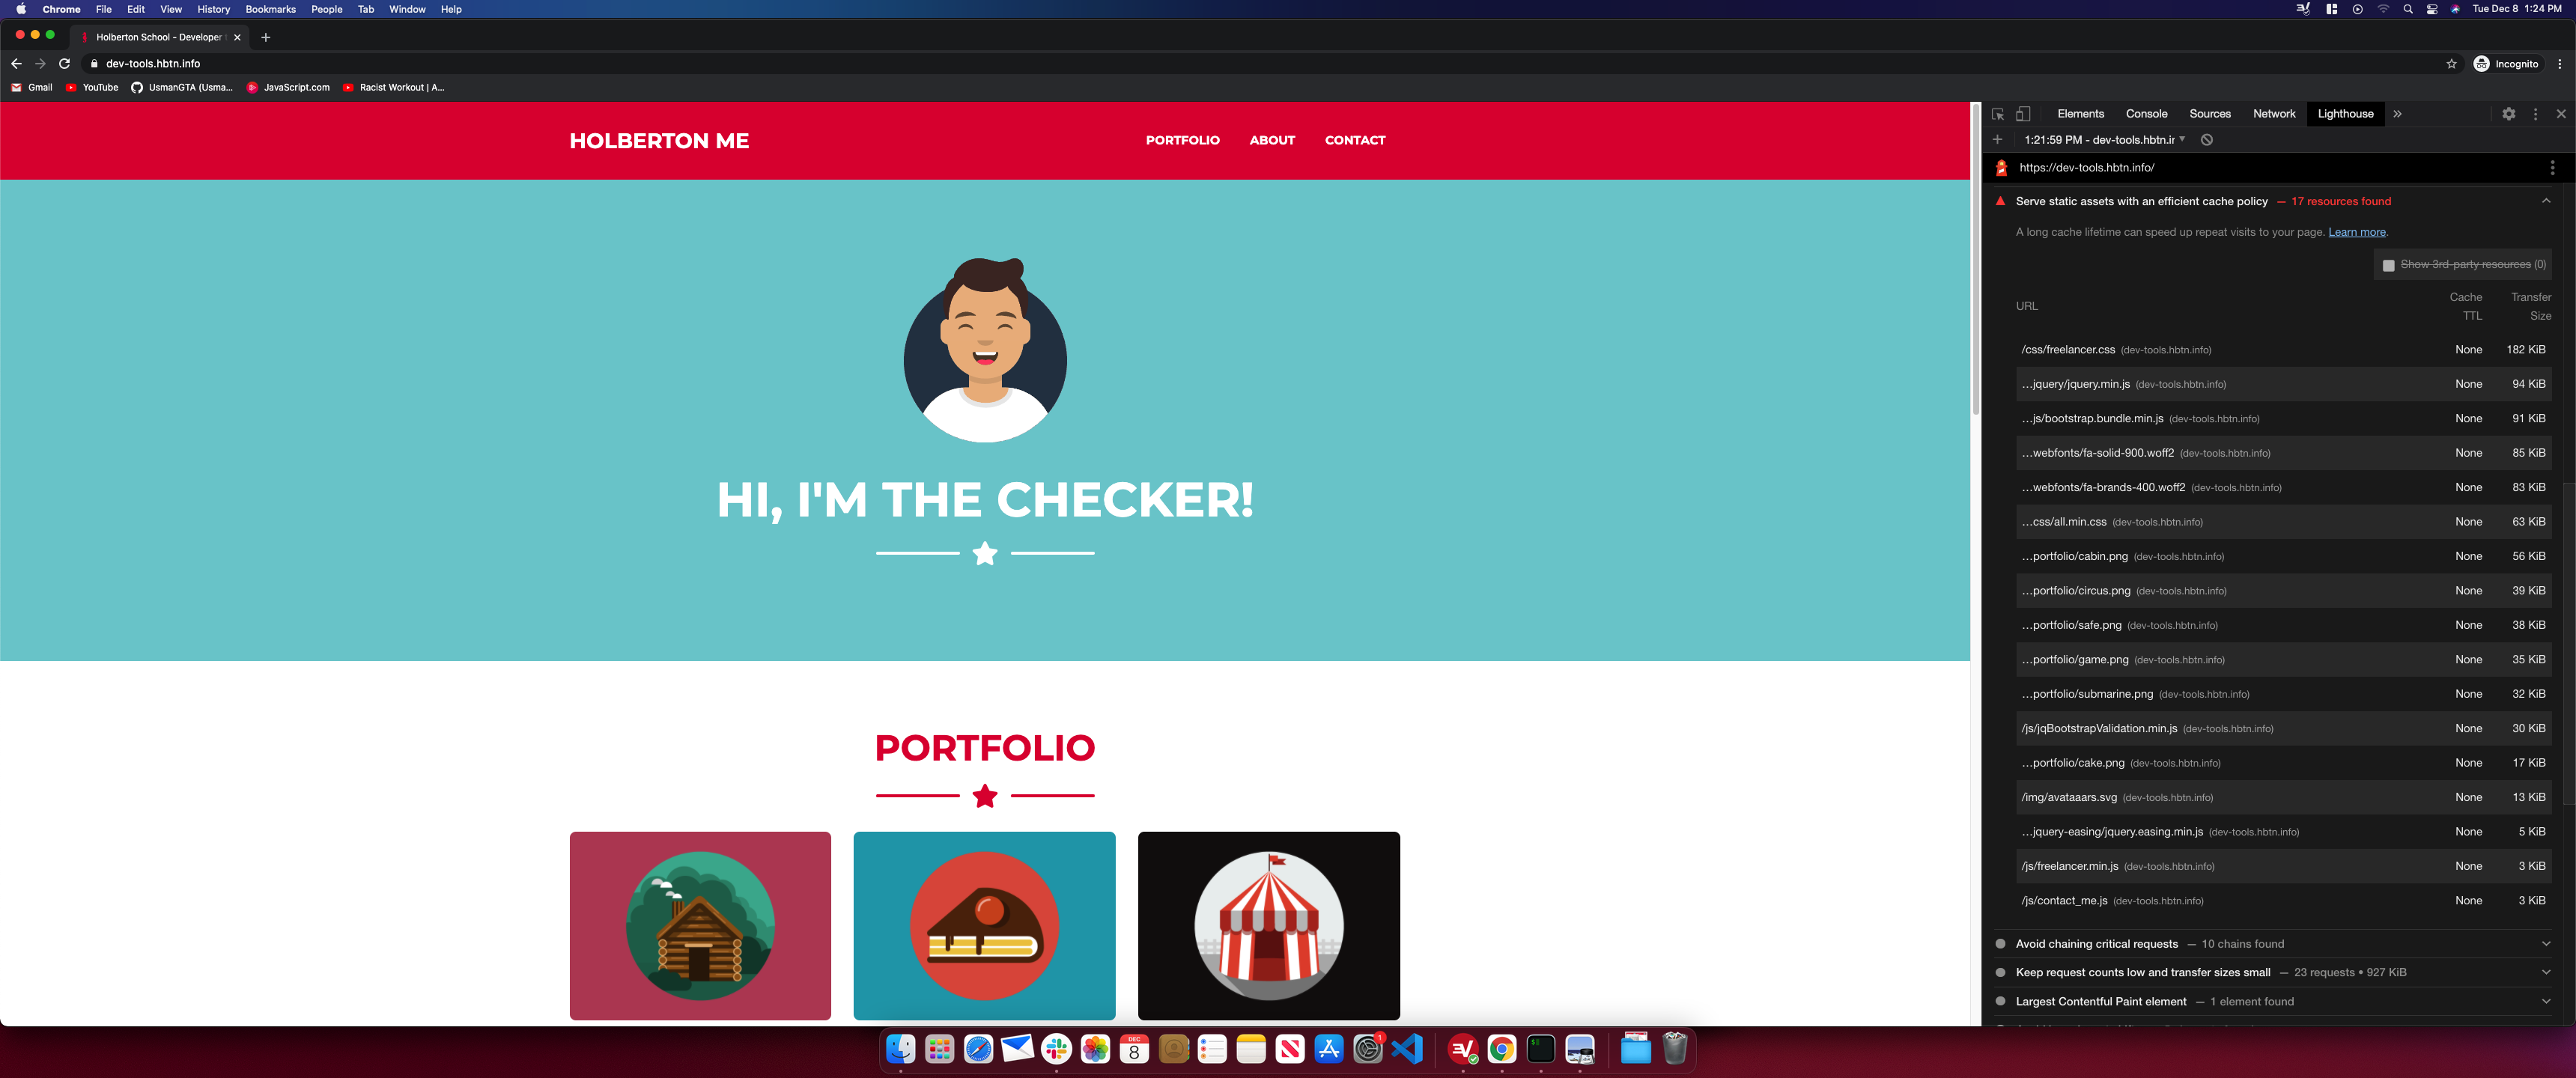 Chrome File Edit View History Bookmarks People Tab Window Help
Tue Dec 8 1:24 PM
Holberton School - Developer
dev-tools.hbtn.info
Incognito
Gmail YouTube UsmanGTA (Usma... JavaScript.com Racist Workout | A...
HOLBERTON ME
PORTFOLIO ABOUT CONTACT
HI, I'M THE CHECKER!
PORTFOLIO
Elements Console Sources Network Lighthouse
1:21:59 PM - dev-tools.hbtn.ir
https://dev-tools.hbtn.info/
Serve static assets with an efficient cache policy — 17 resources found
A long cache lifetime can speed up repeat visits to your page. Learn more.
Show 3rd-party resources (0)
URL
Cache TTL
Transfer Size
/css/freelancer.css (dev-tools.hbtn.info) None 182 KiB
…jquery/jquery.min.js (dev-tools.hbtn.info) None 94 KiB
…js/bootstrap.bundle.min.js (dev-tools.hbtn.info) None 91 KiB
…webfonts/fa-solid-900.woff2 (dev-tools.hbtn.info) None 85 KiB
…webfonts/fa-brands-400.woff2 (dev-tools.hbtn.info) None 83 KiB
…css/all.min.css (dev-tools.hbtn.info) None 63 KiB
…portfolio/cabin.png (dev-tools.hbtn.info) None 56 KiB
…portfolio/circus.png (dev-tools.hbtn.info) None 39 KiB
…portfolio/safe.png (dev-tools.hbtn.info) None 38 KiB
…portfolio/game.png (dev-tools.hbtn.info) None 35 KiB
…portfolio/submarine.png (dev-tools.hbtn.info) None 32 KiB
/js/jqBootstrapValidation.min.js (dev-tools.hbtn.info) None 30 KiB
…portfolio/cake.png (dev-tools.hbtn.info) None 17 KiB
/img/avataaars.svg (dev-tools.hbtn.info) None 13 KiB
…jquery-easing/jquery.easing.min.js (dev-tools.hbtn.info) None 5 KiB
/js/freelancer.min.js (dev-tools.hbtn.info) None 3 KiB
/js/contact_me.js (dev-tools.hbtn.info) None 3 KiB
Avoid chaining critical requests — 10 chains found
Keep request counts low and transfer sizes small — 23 requests • 927 KiB
Largest Contentful Paint element — 1 element found
DEC
8
1